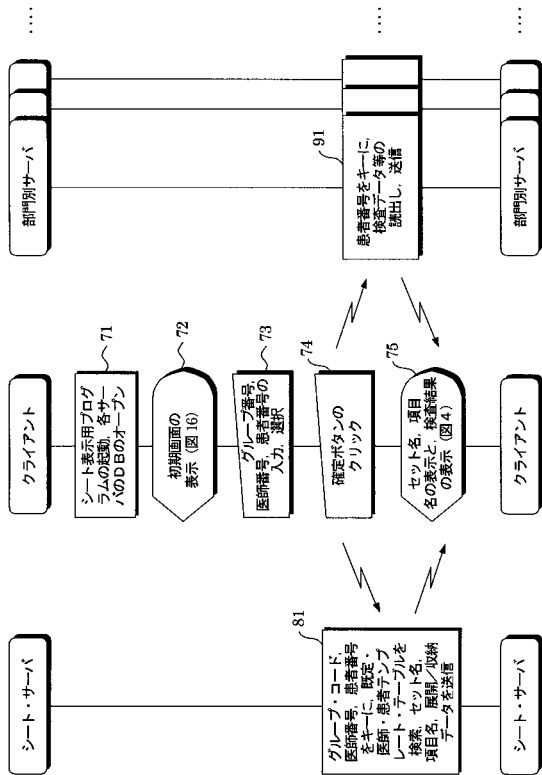 シート・サーバ
クライアント
部門別サーバ
‥‥
71
シート表示用プログ
ラムの起動、各サー
バのDBのオープン
72
初期画面の
表示(図16)
73
グループ番号、
医師番号、患者番号の
入力、選択
74
確定ボタンの
クリック
81
グループ・コード、
医師番号、患者番号
をキーに、既定・
医師・患者テンプ
レート・テーブルを
検索、セット名、
項目名、展開/収納
データを送信
91
患者番号をキーに、
検査データ等の
読出し、送信
‥‥
75
セット名、項目
名の表示と、検査結果
の表示(図4)
シート・サーバ
クライアント
部門別サーバ
‥‥